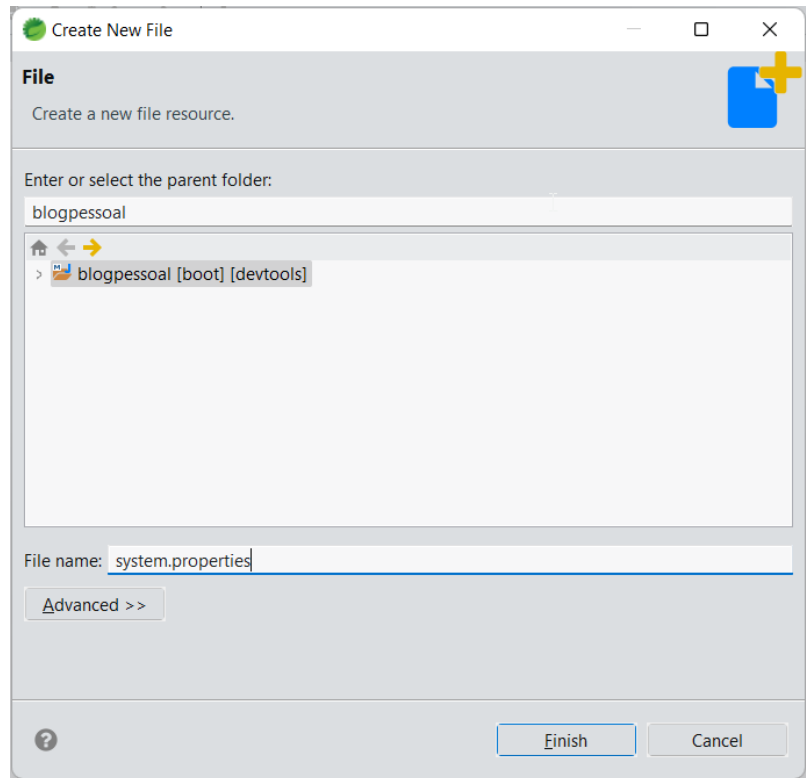 Create New File
File
Create a new file resource.
Enter or select the parent folder:
blogpessoal
blogpessoal [boot] [devtools]
File name: system.properties
Advanced >>
Finish
Cancel